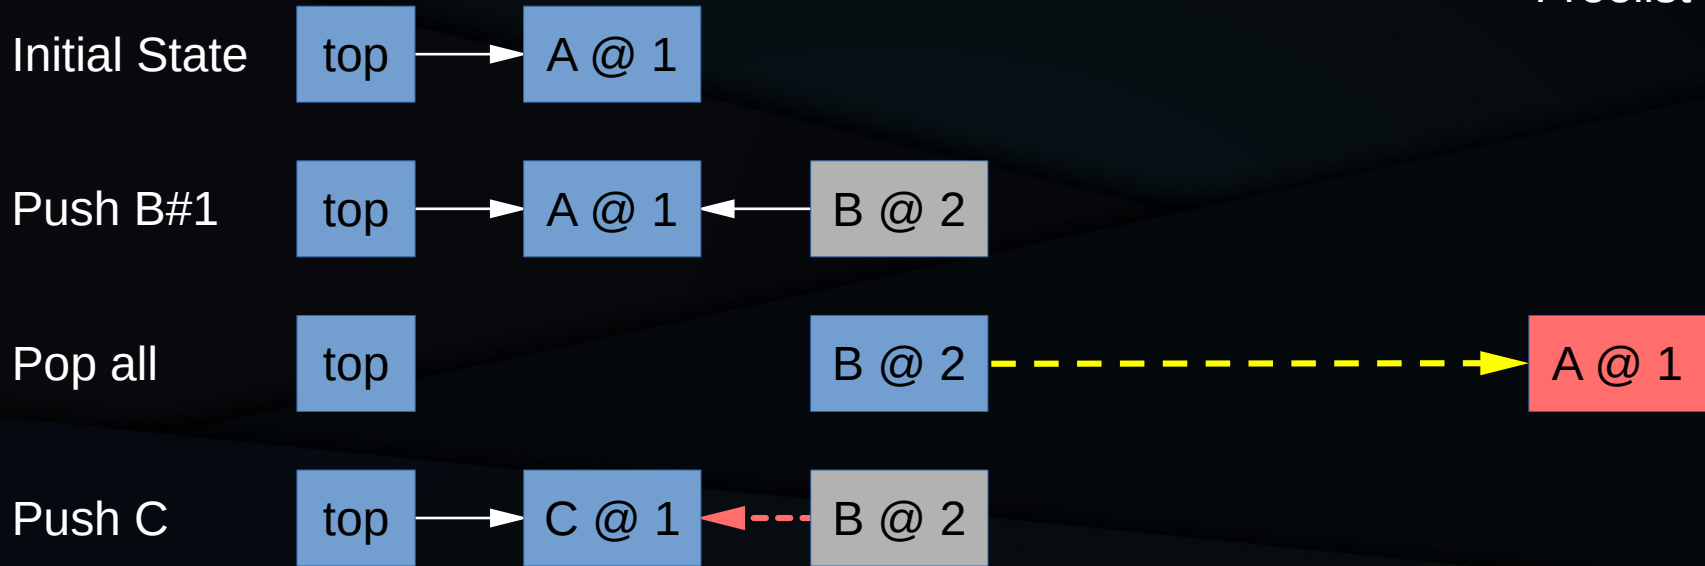 Initial State top A @ 1
Push B#1 top A @ 1 B @ 2
Pop all top B @ 2 A @ 1
Push C top C @ 1 B @ 2